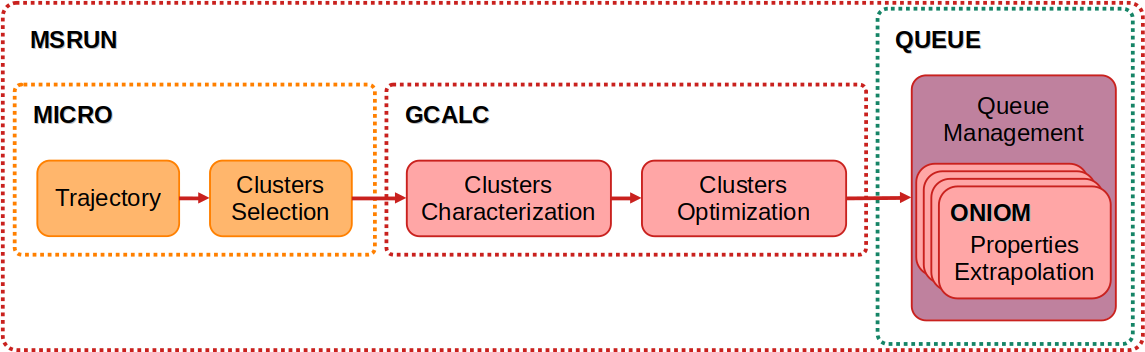 MSRUN
MICRO
Trajectory
Clusters
Selection
GCALC
Clusters
Characterization
Clusters
Optimization
QUEUE
Queue
Management
ONIOM
Properties
Extrapolation